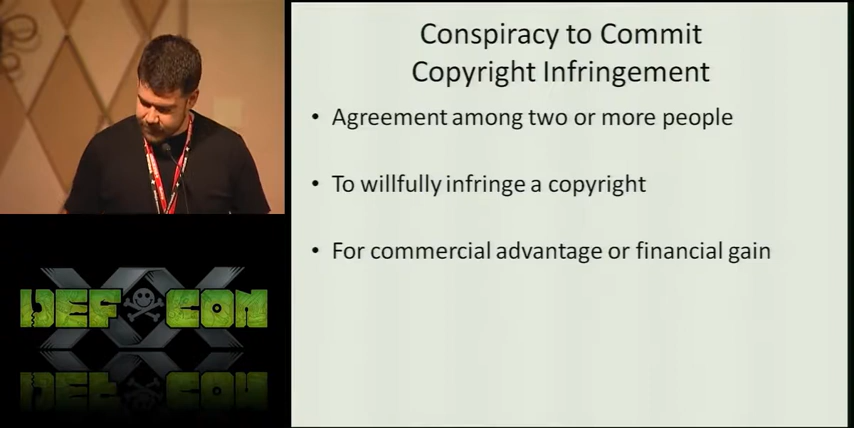 Conspiracy to Commit
Copyright Infringement
• Agreement among two or more people
• To willfully infringe a copyright
• For commercial advantage or financial gain
DEF CON
XX